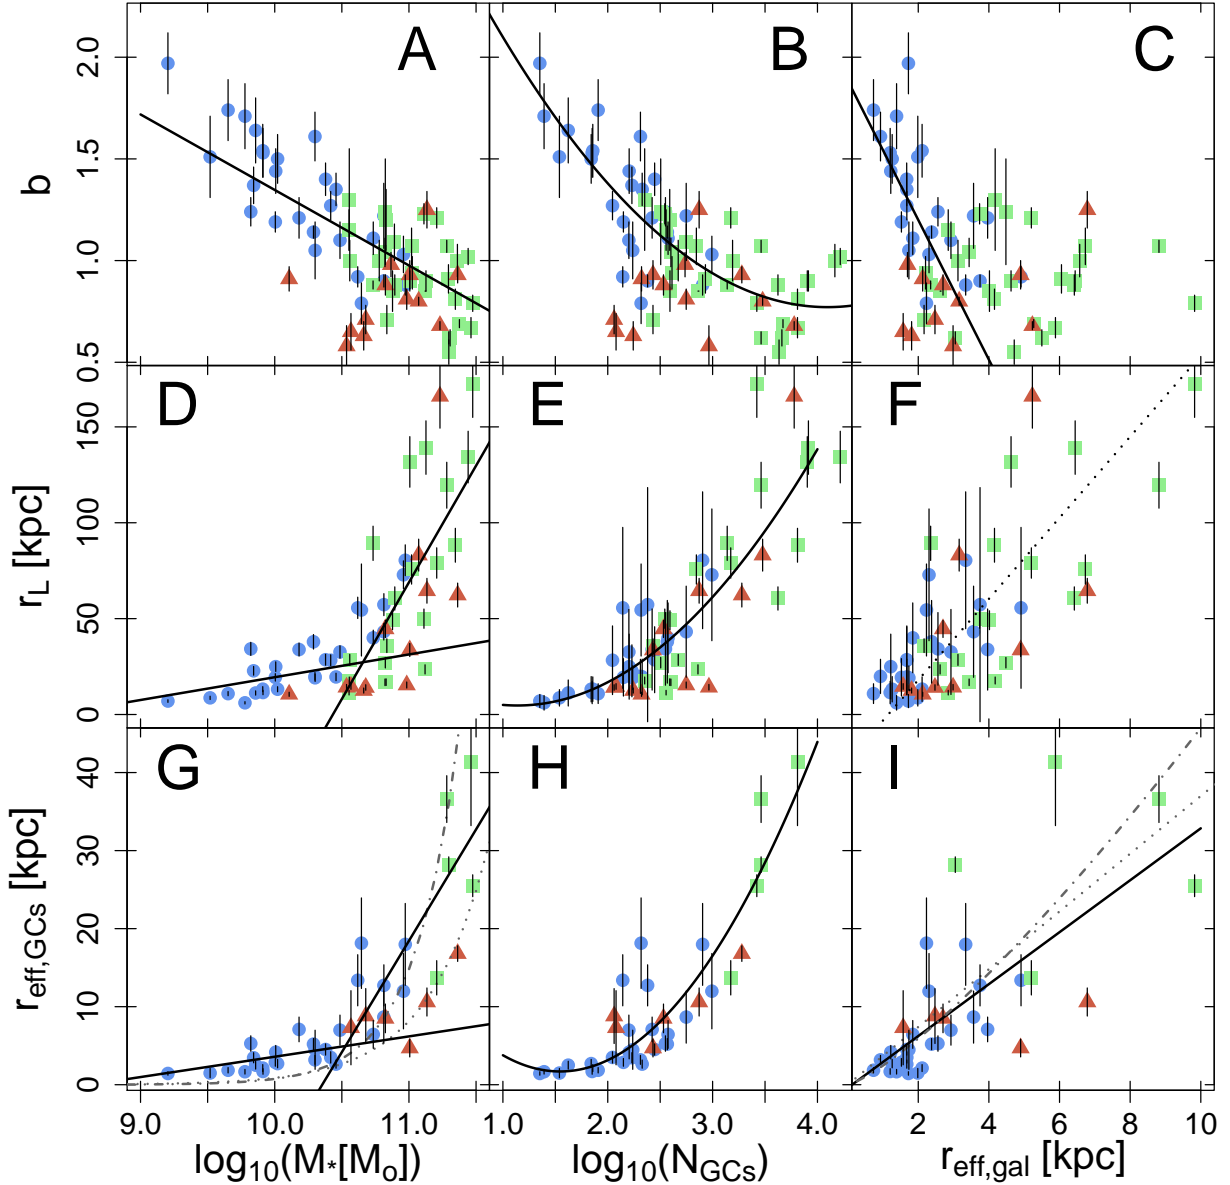 A
B
C
b
2.0
1.5
1.0
0.5
D
E
F
r_L [kpc]
150
100
50
0
G
H
I
r_eff,GCs [kpc]
40
30
20
10
0
9.0 10.0 11.0
1.0 2.0 3.0 4.0
2 4 6 8 10
log10(M*[Mo])
log10(NGCs)
r_eff,gal [kpc]